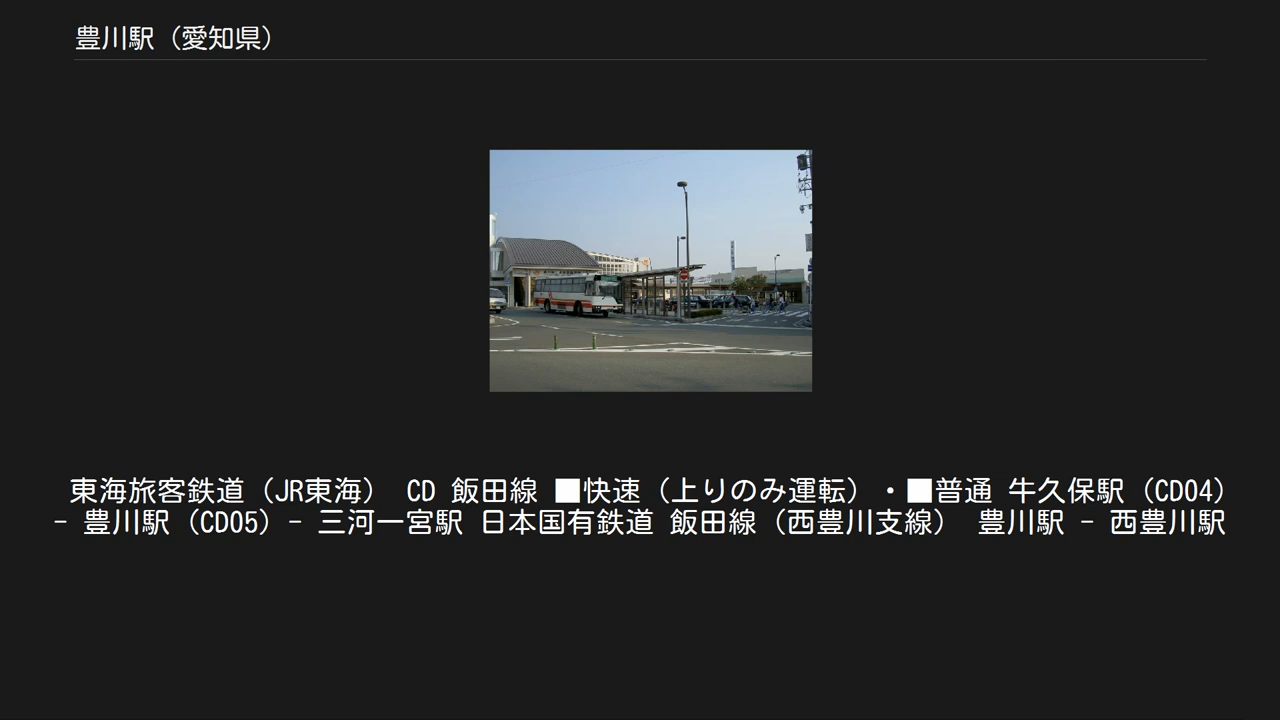 豊川駅（愛知県）
東海旅客鉄道（JR東海） CD 飯田線 ■快速（上りのみ運転）・■普通 牛久保駅（CD04）
- 豊川駅（CD05）- 三河一宮駅 日本国有鉄道 飯田線（西豊川支線） 豊川駅 - 西豊川駅